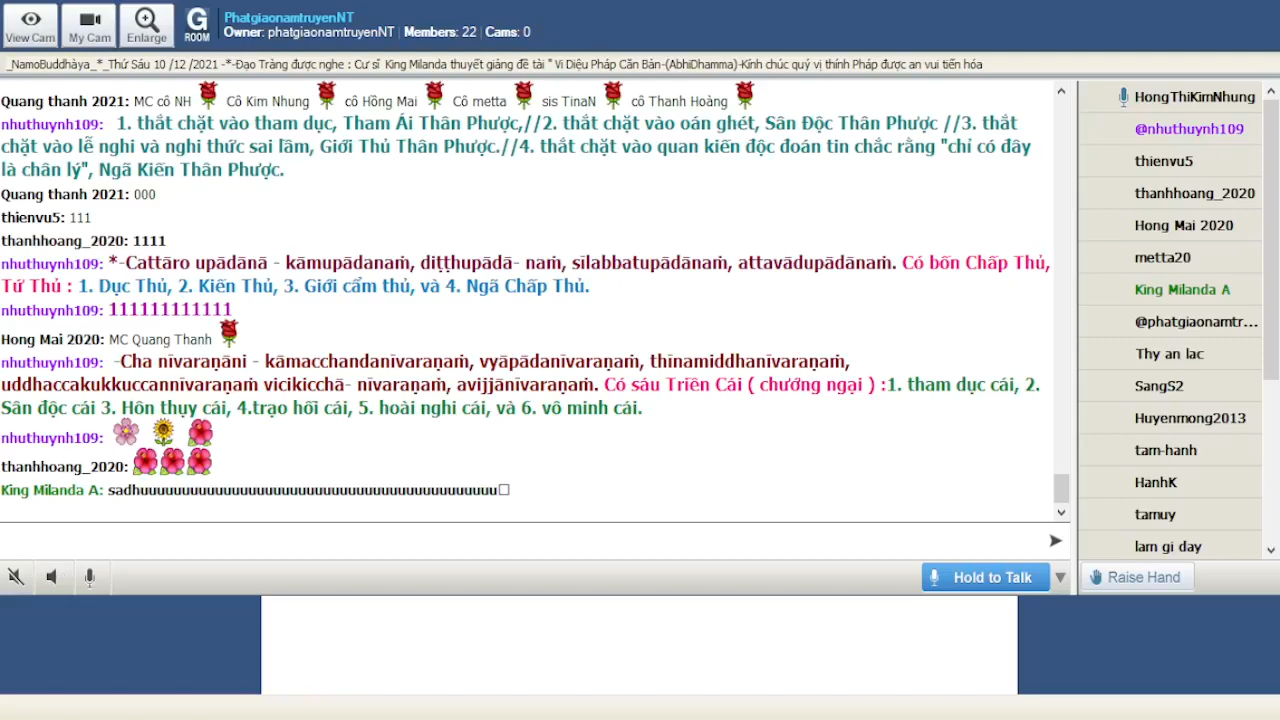 View Cam
My Cam
Enlarge
G
ROOM
PhatgiaonamtruyenNT
Owner: phatgiaonamtruyenNT | Members: 22 | Cams: 0
_NamoBuddhàya_*_Thứ Sáu 10 /12 /2021 -*-Đạo Tràng được nghe : Cư sĩ King Milanda thuyết giảng đề tài " Vi Diệu Pháp Căn Bản-(AbhiDhamma)-Kính chúc quý vị thính Pháp được an vui tiến hóa
Quang thanh 2021: MC cô NH Cô Kim Nhung cô Hồng Mai Cô metta sis TinaN cô Thanh Hoàng
nhuthuynh109: 1. thắt chặt vào tham dục, Tham Ái Thân Phược,//2. thắt chặt vào oán ghét, Sân Độc Thân Phược //3. thắt
chặt vào lễ nghi và nghi thức sai lầm, Giới Thủ Thân Phược.//4. thắt chặt vào quan kiến độc đoán tin chắc rằng "chỉ có đây
là chân lý", Ngã Kiến Thân Phược.
Quang thanh 2021: 000
thienvu5: 111
thanhhoang_2020: 1111
nhuthuynh109: *-Cattāro upādānā - kāmupādanaṁ, diṭṭhupādā- naṁ, sīlabbatupādānaṁ, attavādupādānaṁ. Có bốn Chấp Thủ,
Tứ Thủ : 1. Dục Thủ, 2. Kiến Thủ, 3. Giới cấm thủ, và 4. Ngã Chấp Thủ.
nhuthuynh109: 111111111111
Hong Mai 2020: MC Quang Thanh
nhuthuynh109: -Cha nīvaraṇāni - kāmacchandanīvaraṇaṁ, vyāpādanīvaraṇaṁ, thīnamiddhanīvaraṇaṁ,
uddhaccakukkuccannīvaraṇaṁ vicikicchā- nīvaraṇaṁ, avijjānīvaraṇaṁ. Có sáu Triền Cái ( chướng ngại ) :1. tham dục cái, 2.
Sân độc cái 3. Hôn thụy cái, 4.trạo hối cái, 5. hoài nghi cái, và 6. vô minh cái.
nhuthuynh109:
thanhhoang_2020:
King Milanda A: sadhuuuuuuuuuuuuuuuuuuuuuuuuuuuuuuuuuuuuuuuuuuu
Hold to Talk
HongThiKimNhung
@nhuthuynh109
thienvu5
thanhhoang_2020
Hong Mai 2020
metta20
King Milanda A
@phatgiaonamtr...
Thy an lac
SangS2
Huyenmong2013
tam-hanh
HanhK
tamuy
lam gi day
Raise Hand